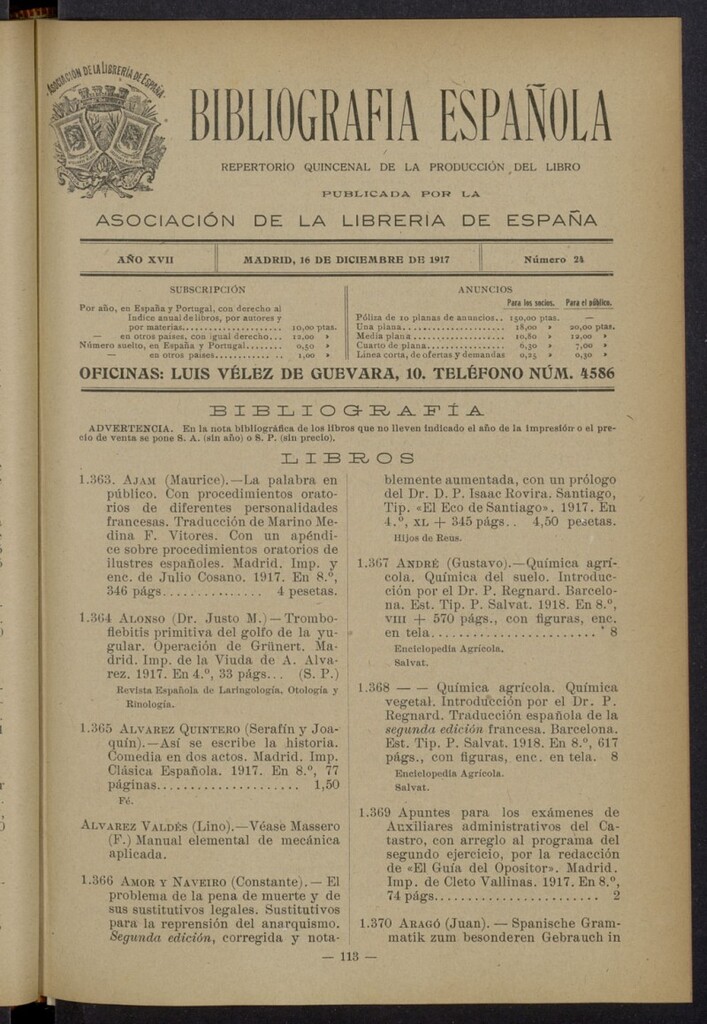 ASOCIACIÓN DE LA LIBRERÍA DE ESPAÑA
BIBLIOGRAFIA ESPAÑOLA
REPERTORIO QUINCENAL DE LA PRODUCCIÓN DEL LIBRO
PUBLICADA POR LA
ASOCIACIÓN DE LA LIBRERIA DE ESPAÑA
AÑO XVII
MADRID, 16 DE DICIEMBRE DE 1917
Número 24
SUBSCRIPCIÓN
Por año, en España y Portugal, con derecho al
Indice anual de libros, por autores y
por materias...................... 10,00 ptas.
— en otros países, con igual derecho... 12,00 »
Número suelto, en España y Portugal....... 0,50 »
— en otros países............. 1,00 »
ANUNCIOS
Para los socios. Para el público.
Póliza de 10 planas de anuncios.. 150,00 ptas. —
Una plana...................... 18,00 » 20,00 ptas.
Media plana.................... 10,80 » 12,00 »
Cuarto de plana................ 6,30 » 7,00 »
Línea corta, de ofertas y demandas 0,25 » 0,30 »
OFICINAS: LUIS VÉLEZ DE GUEVARA, 10. TELÉFONO NÚM. 4586
BIBLIOGRAFÍA
ADVERTENCIA. En la nota bibliográfica de los libros que no lleven indicado el año de la impresión o el pre-
cio de venta se pone S. A. (sin año) o S. P. (sin precio).
LIBROS
1.363. AJAM (Maurice).—La palabra en
público. Con procedimientos orato-
rios de diferentes personalidades
francesas. Traducción de Marino Me-
dina F. Vitores. Con un apéndi-
ce sobre procedimientos oratorios de
ilustres españoles. Madrid. Imp. y
enc. de Julio Cosano. 1917. En 8.º,
346 págs............... 4 pesetas.
1.364 ALONSO (Dr. Justo M.) — Trombo-
flebitis primitiva del golfo de la yu-
gular. Operación de Grünert. Ma-
drid. Imp. de la Viuda de A. Alva-
rez. 1917. En 4.º, 33 págs... (S. P.)
Revista Española de Laringología, Otología y
Rinología.
1.365 ALVAREZ QUINTERO (Serafín y Joa-
quín).—Así se escribe la historia.
Comedia en dos actos. Madrid. Imp.
Clásica Española. 1917. En 8.º, 77
páginas.................... 1,50
Fé.
ALVAREZ VALDÉS (Lino).—Véase Massero
(F.) Manual elemental de mecánica
aplicada.
1.366 AMOR Y NAVEIRO (Constante). — El
problema de la pena de muerte y de
sus sustitutivos legales. Sustitutivos
para la reprensión del anarquismo.
Segunda edición, corregida y nota-
blemente aumentada, con un prólogo
del Dr. D. P. Isaac Rovira. Santiago,
Tip. «El Eco de Santiago». 1917. En
4.º, XL + 345 págs.. 4,50 pesetas.
Hijos de Reus.
1.367 ANDRÉ (Gustavo).—Química agrí-
cola. Química del suelo. Introduc-
ción por el Dr. P. Regnard. Barcelo-
na. Est. Tip. P. Salvat. 1918. En 8.º,
VIII + 570 págs., con figuras, enc.
en tela........................ 8
Enciclopedia Agrícola.
Salvat.
1.368 — — Química agrícola. Química
vegetal. Introducción por el Dr. P.
Regnard. Traducción española de la
segunda edición francesa. Barcelona.
Est. Tip. P. Salvat. 1918. En 8.º, 617
págs., con figuras, enc. en tela. 8
Enciclopedia Agrícola.
Salvat.
1.369 Apuntes para los exámenes de
Auxiliares administrativos del Ca-
tastro, con arreglo al programa del
segundo ejercicio, por la redacción
de «El Guía del Opositor». Madrid.
Imp. de Cleto Vallinas. 1917. En 8.º,
74 págs....................... 2
1.370 ARAGÓ (Juan). — Spanische Gram-
matik zum besonderen Gebrauch in
— 113 —